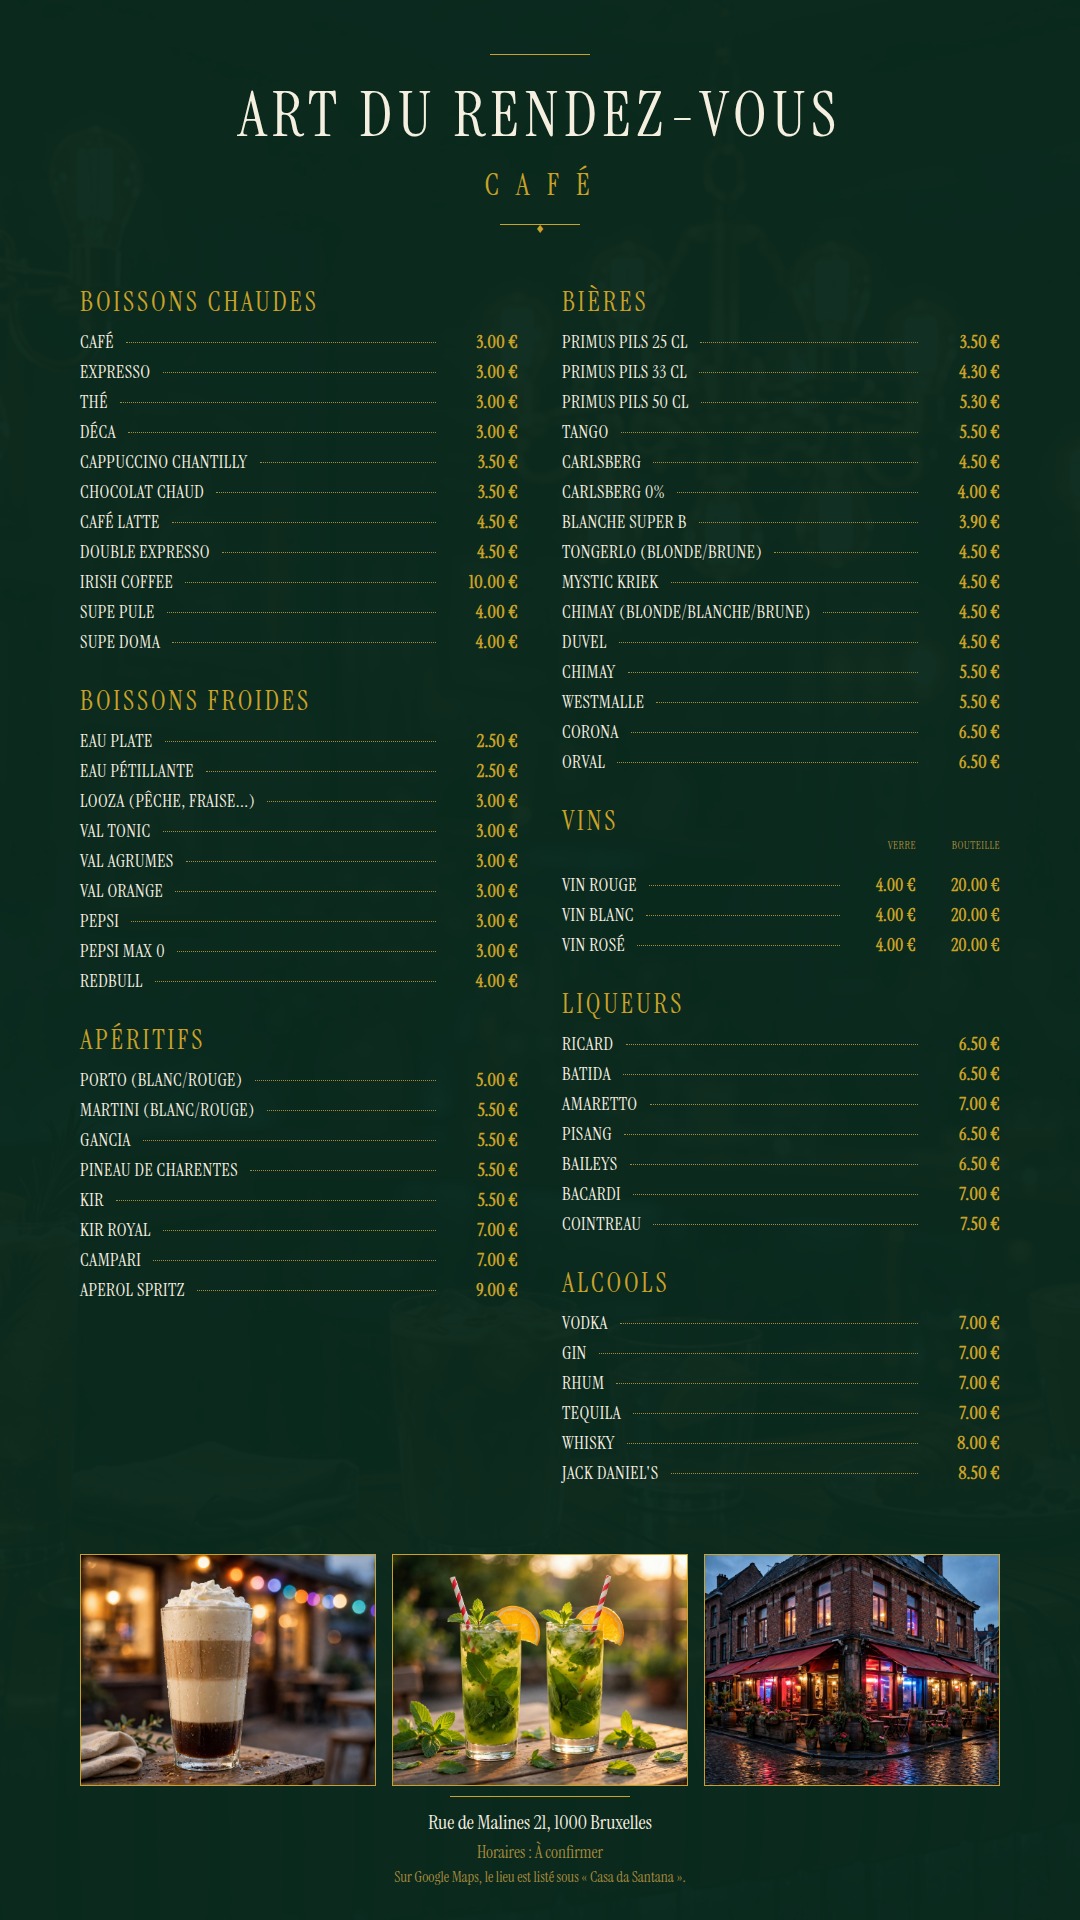 ART DU RENDEZ-VOUS
CAFÉ
BOISSONS CHAUDES
CAFÉ 3.00 €
EXPRESSO 3.00 €
THÉ 3.00 €
DÉCA 3.00 €
CAPPUCCINO CHANTILLY 3.50 €
CHOCOLAT CHAUD 3.50 €
CAFÉ LATTE 4.50 €
DOUBLE EXPRESSO 4.50 €
IRISH COFFEE 10.00 €
SUPE PULE 4.00 €
SUPE DOMA 4.00 €
BOISSONS FROIDES
EAU PLATE 2.50 €
EAU PÉTILLANTE 2.50 €
LOOZA (PÊCHE, FRAISE...) 3.00 €
VAL TONIC 3.00 €
VAL AGRUMES 3.00 €
VAL ORANGE 3.00 €
PEPSI 3.00 €
PEPSI MAX 0 3.00 €
REDBULL 4.00 €
APÉRITIFS
PORTO (BLANC/ROUGE) 5.00 €
MARTINI (BLANC/ROUGE) 5.50 €
GANCIA 5.50 €
PINEAU DE CHARENTES 5.50 €
KIR 5.50 €
KIR ROYAL 7.00 €
CAMPARI 7.00 €
APEROL SPRITZ 9.00 €
BIÈRES
PRIMUS PILS 25 CL 3.50 €
PRIMUS PILS 33 CL 4.30 €
PRIMUS PILS 50 CL 5.30 €
TANGO 5.50 €
CARLSBERG 4.50 €
CARLSBERG 0% 4.00 €
BLANCHE SUPER B 3.90 €
TONGERLO (BLONDE/BRUNE) 4.50 €
MYSTIC KRIEK 4.50 €
CHIMAY (BLONDE/BLANCHE/BRUNE) 4.50 €
DUVEL 4.50 €
CHIMAY 5.50 €
WESTMALLE 5.50 €
CORONA 6.50 €
ORVAL 6.50 €
VINS
VERRE BOUTEILLE
VIN ROUGE 4.00 € 20.00 €
VIN BLANC 4.00 € 20.00 €
VIN ROSÉ 4.00 € 20.00 €
LIQUEURS
RICARD 6.50 €
BATIDA 6.50 €
AMARETTO 7.00 €
PISANG 6.50 €
BAILEYS 6.50 €
BACARDI 7.00 €
COINTREAU 7.50 €
ALCOOLS
VODKA 7.00 €
GIN 7.00 €
RHUM 7.00 €
TEQUILA 7.00 €
WHISKY 8.00 €
JACK DANIEL'S 8.50 €
Rue de Malines 21, 1000 Bruxelles
Horaires : À confirmer
Sur Google Maps, le lieu est listé sous « Casa da Santana ».